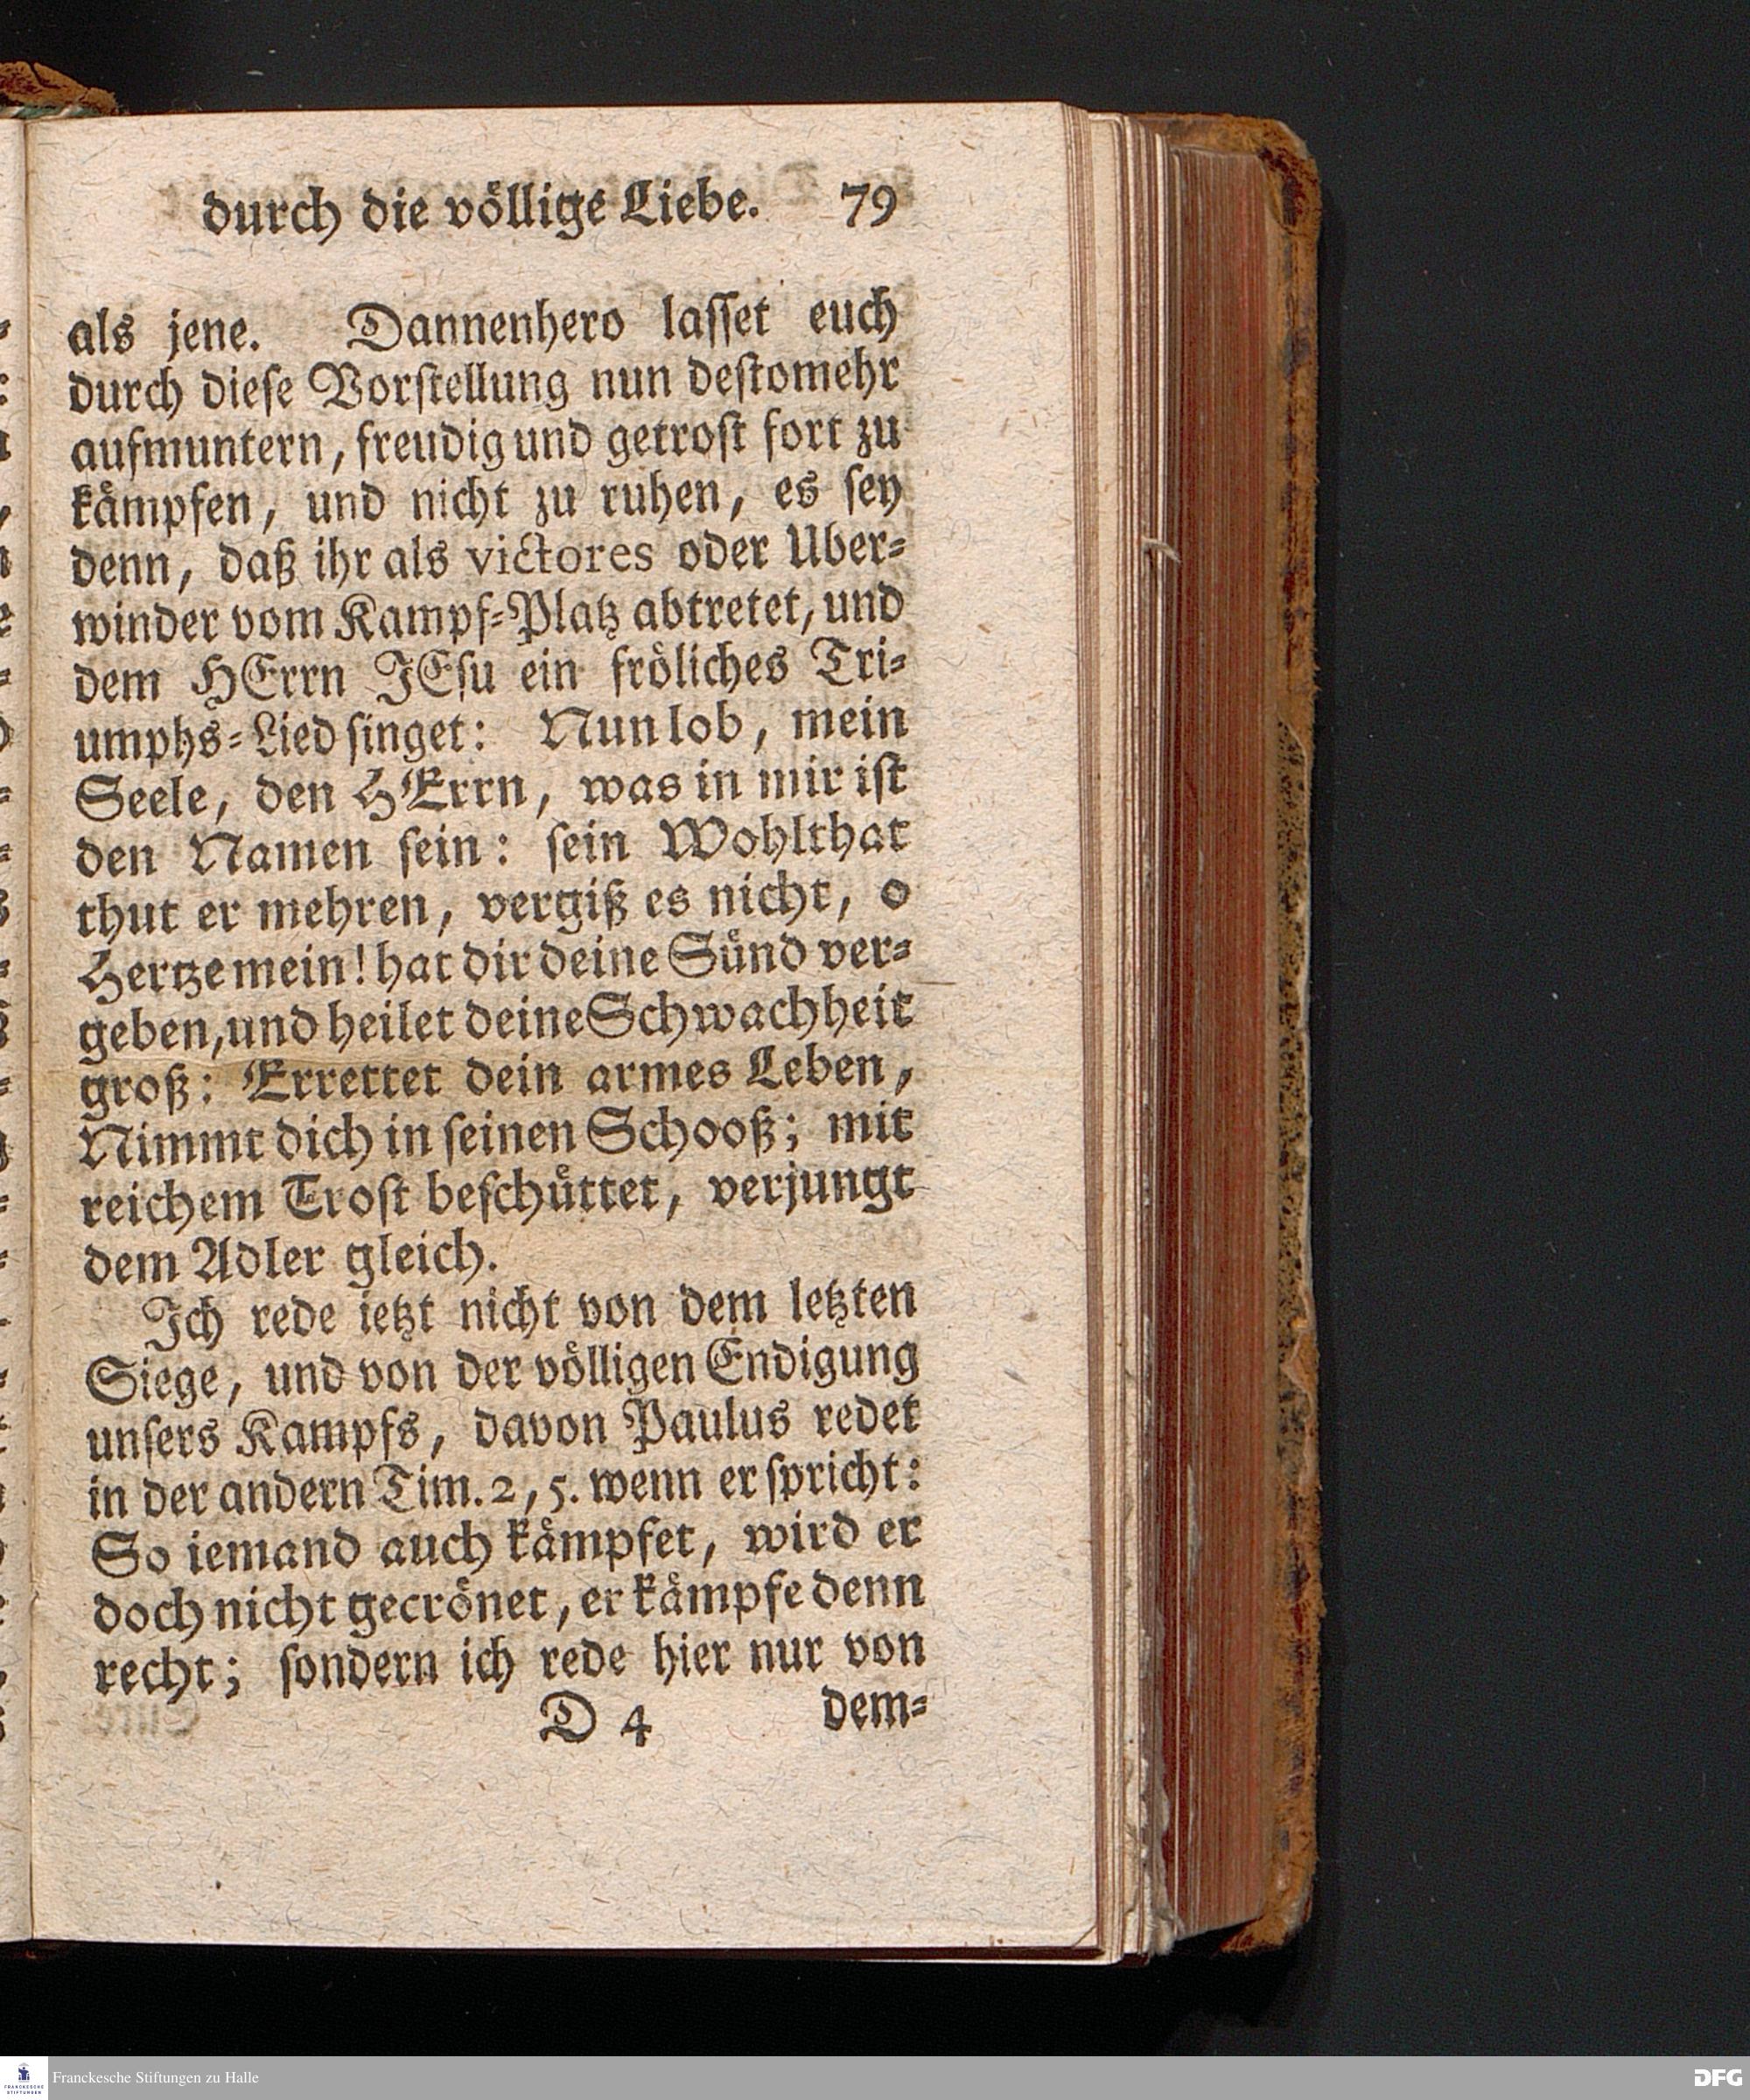 durch die völlige Liebe. 79
als jene. Dannenhero lasset euch
durch diese Vorstellung nun destomehr
aufmuntern, freudig und getrost fort zu
kämpfen, und nicht zu ruhen, es sey
denn, daß ihr als victores oder Uber-
winder vom Kampf-Platz abtretet, und
dem HErrn JEsu ein fröliches Tri-
umphs-Lied singet: Nun lob, mein
Seele, den HErrn, was in mir ist
den Namen sein: sein Wohlthat
thut er mehren, vergiß es nicht, o
Hertze mein! hat dir deine Sünd ver-
geben, und heilet deine Schwachheit
groß: Errettet dein armes Leben,
Nimmt dich in seinen Schooß; mit
reichem Trost beschüttet, verjungt
dem Adler gleich.
Ich rede ietzt nicht von dem letzten
Siege, und von der völligen Endigung
unsers Kampfs, davon Paulus redet
in der andern Tim. 2, 5. wenn er spricht:
So iemand auch kämpfet, wird er
doch nicht gecrönet, er kämpfe denn
recht; sondern ich rede hier nur von
D 4 dem-
Franckesche Stiftungen zu Halle
DFG